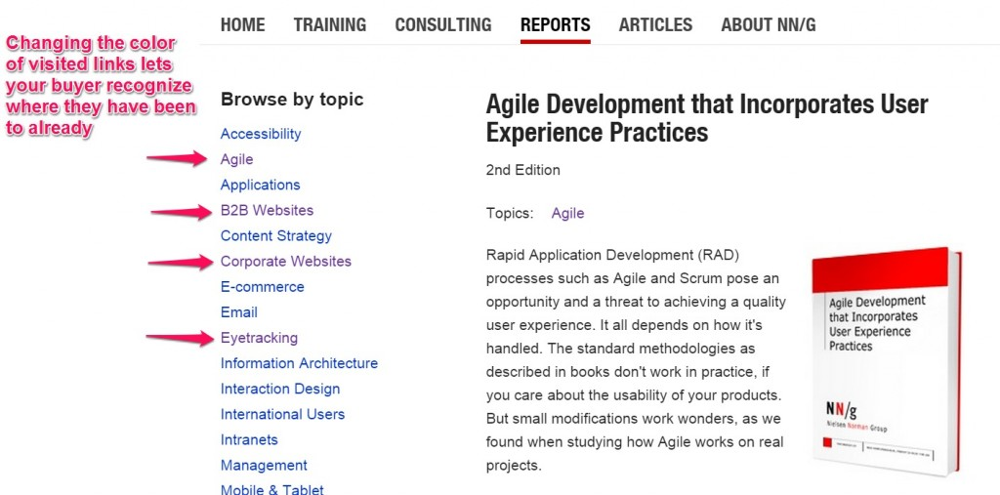 HOME TRAINING CONSULTING REPORTS ARTICLES ABOUT NN/G
Changing the color
of visited links lets
your buyer recognize
where they have been
to already
Browse by topic
Accessibility
Agile
Applications
B2B Websites
Content Strategy
Corporate Websites
E-commerce
Email
Eyetracking
Information Architecture
Interaction Design
International Users
Intranets
Management
Mobile & Tablet
Agile Development that Incorporates User
Experience Practices
2nd Edition
Topics: Agile
Rapid Application Development (RAD)
processes such as Agile and Scrum pose an
opportunity and a threat to achieving a quality
user experience. It all depends on how it's
handled. The standard methodologies as
described in books don't work in practice, if
you care about the usability of your products.
But small modifications work wonders, as we
found when studying how Agile works on real
projects.
Agile Development
that Incorporates
User Experience
Practices
NN/g
Nielsen Norman Group